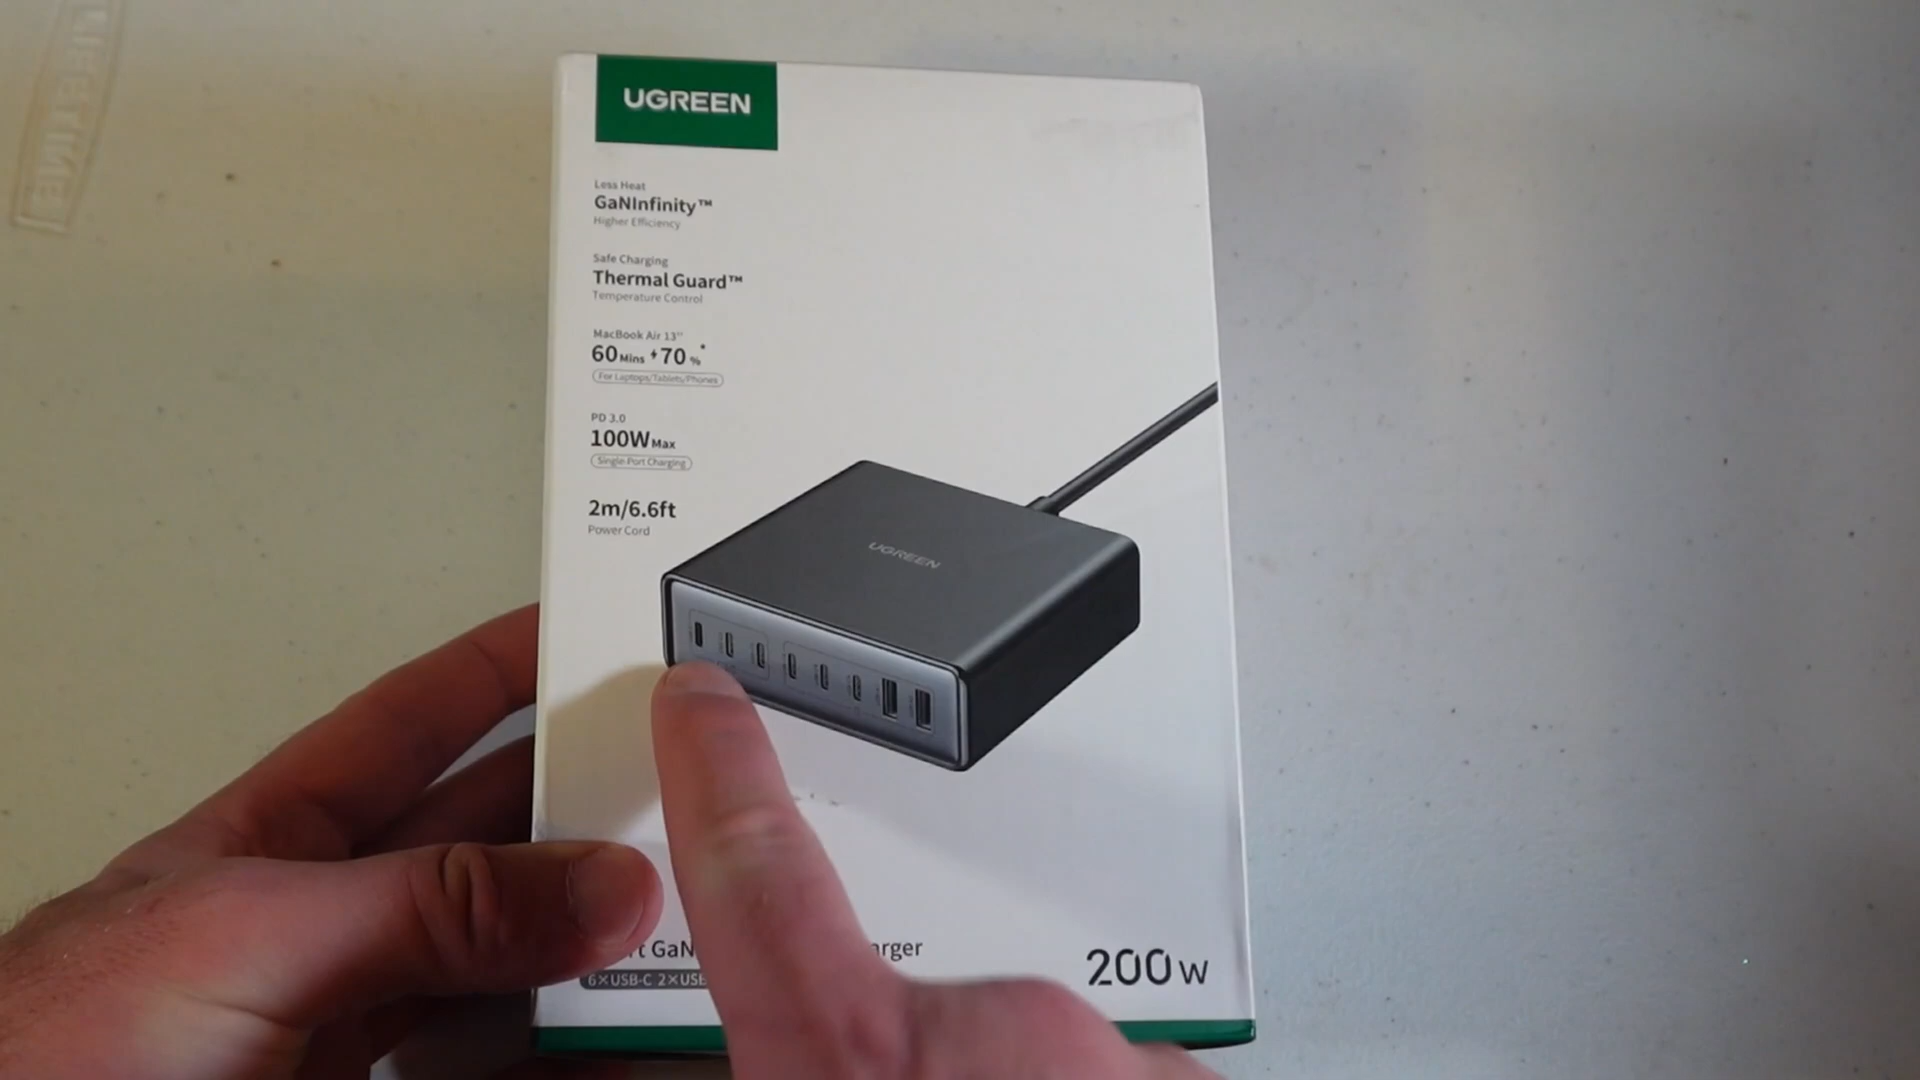 UGREEN
Less Heat
GaNInfinity™
Higher Efficiency
Safe Charging
Thermal Guard™
Temperature Control
MacBook Air 13"
60 Mins 70 %*
For Laptops/Tablets/Phones
PD 3.0
100W Max
Single-Port Charging
2m/6.6ft
Power Cord
UGREEN
GaN
200W
6×USB-C 2×USB